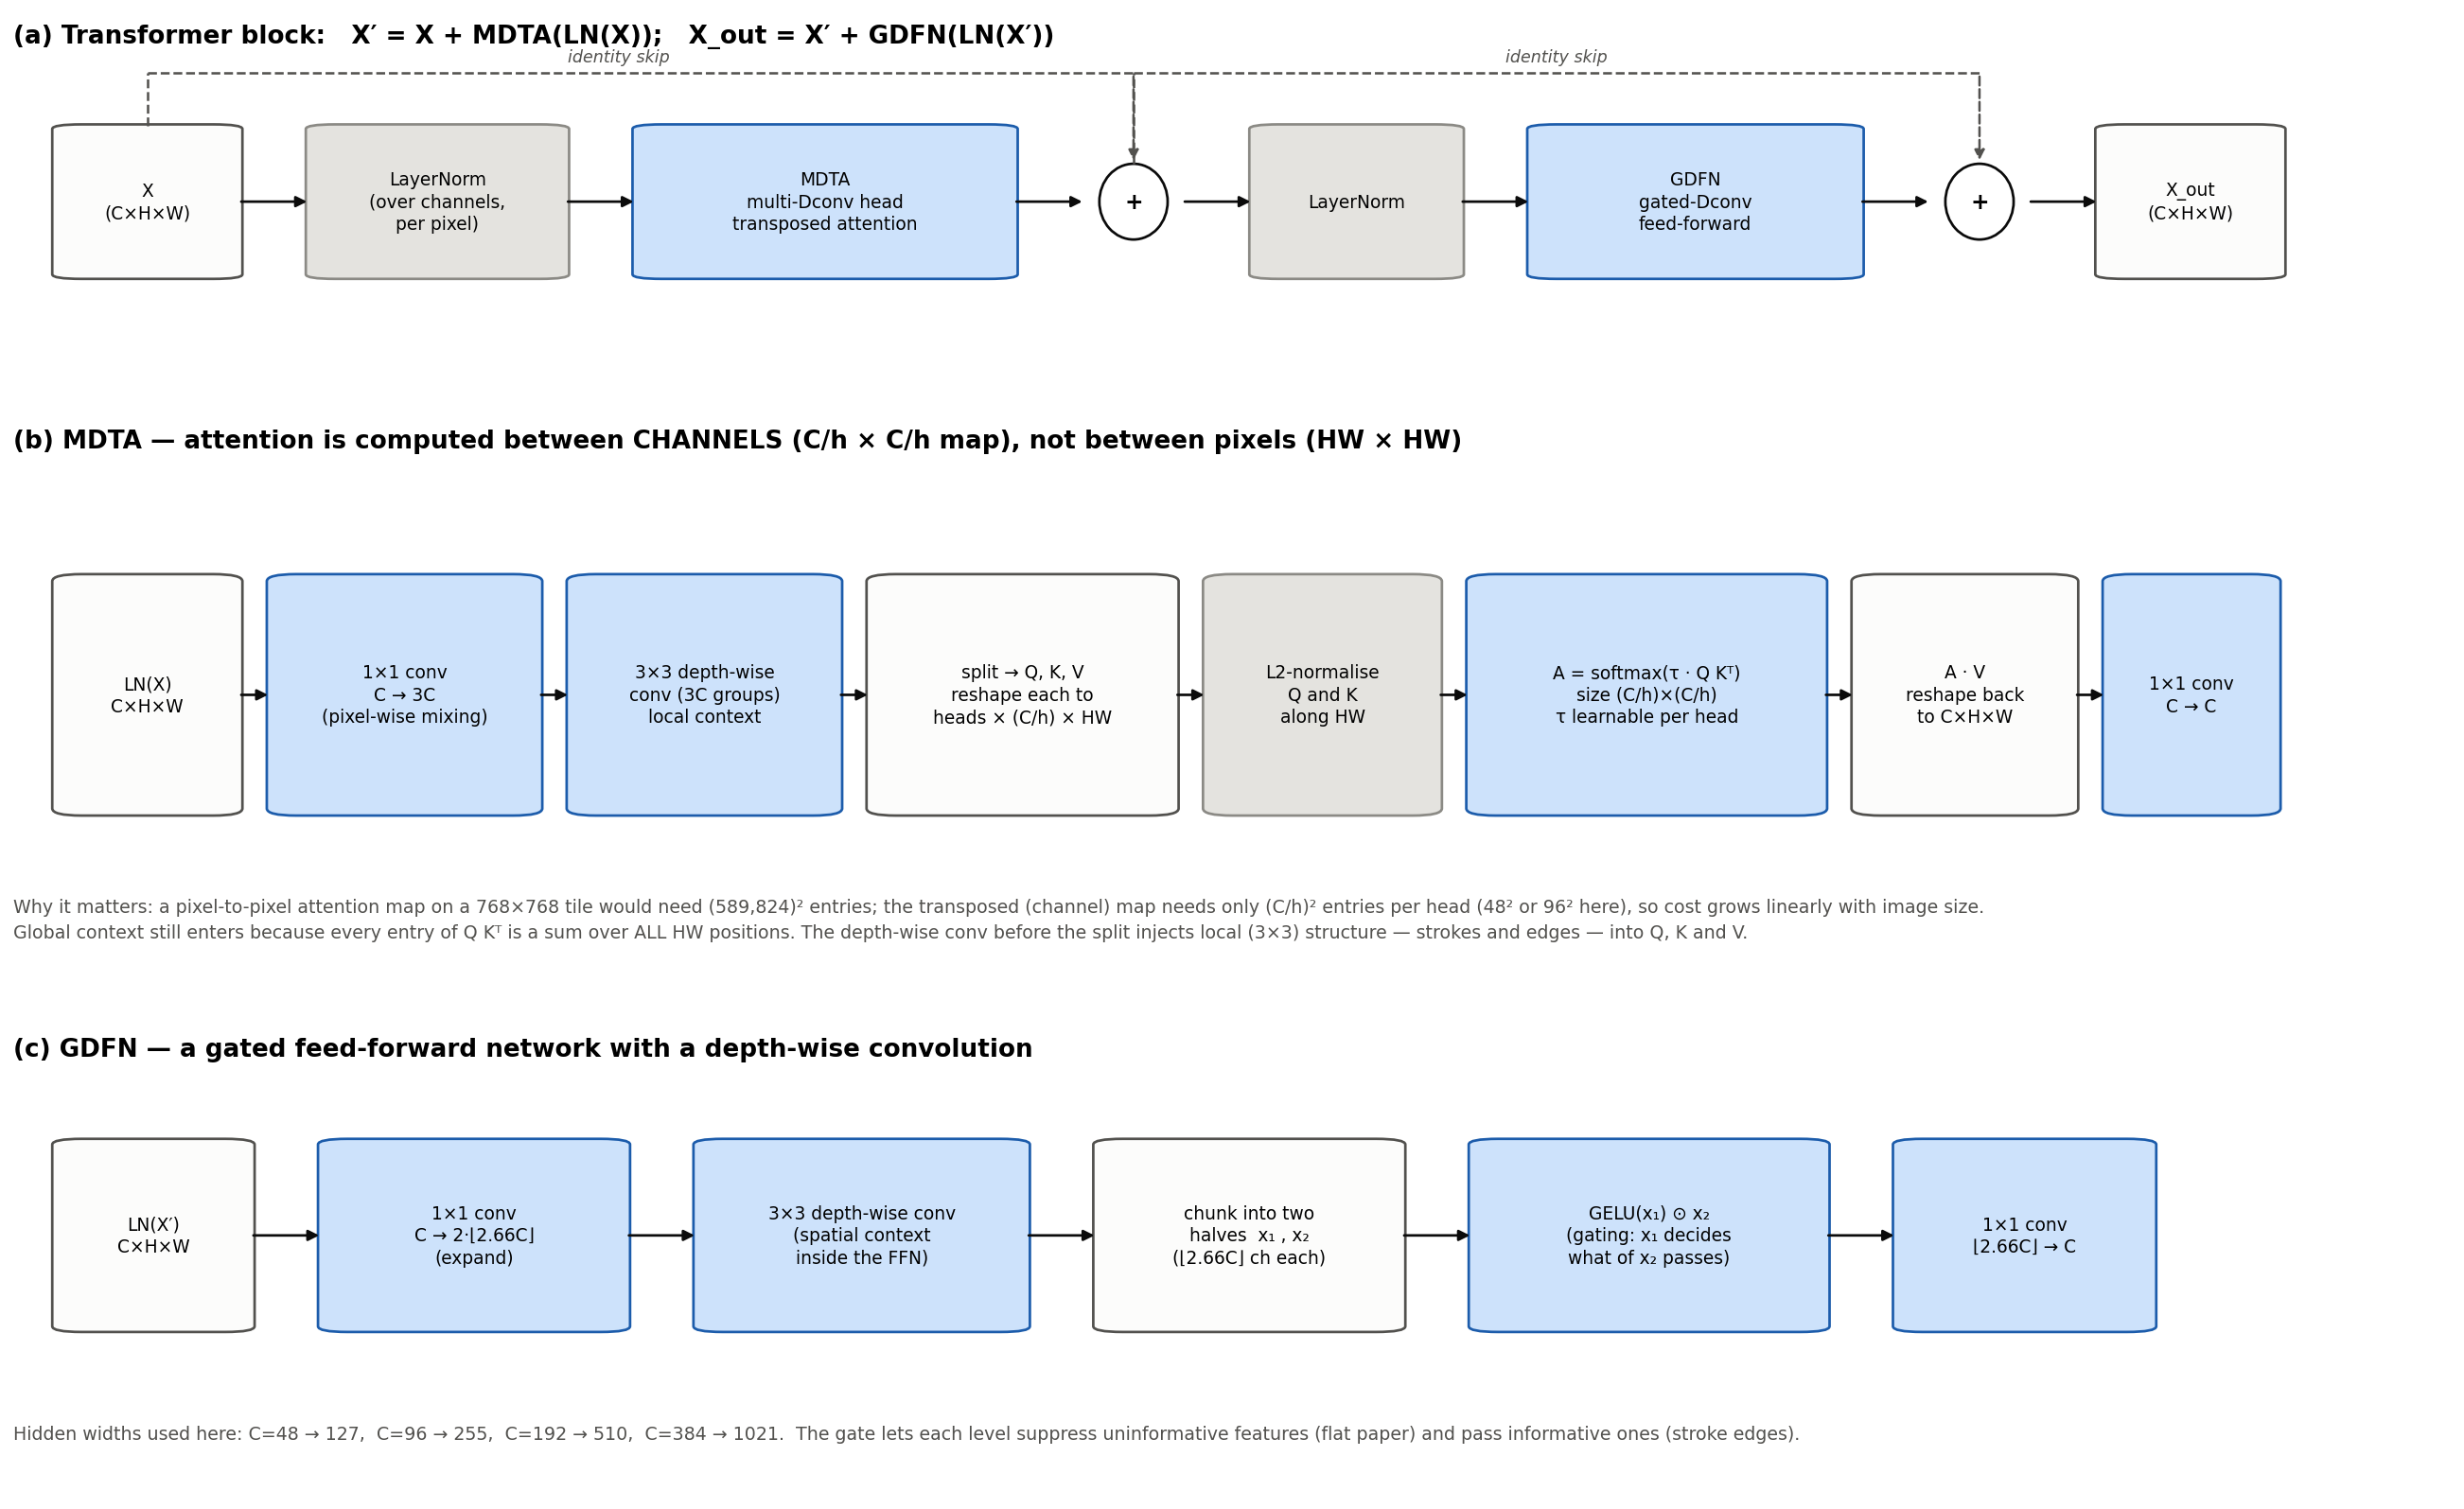 (a) Transformer block:   X′ = X + MDTA(LN(X));   X_out = X′ + GDFN(LN(X′))
identity skip
identity skip
X
(C×H×W)
LayerNorm
(over channels,
per pixel)
MDTA
multi-Dconv head
transposed attention
+
LayerNorm
GDFN
gated-Dconv
feed-forward
+
X_out
(C×H×W)
(b) MDTA — attention is computed between CHANNELS (C/h × C/h map), not between pixels (HW × HW)
LN(X)
C×H×W
1×1 conv
C → 3C
(pixel-wise mixing)
3×3 depth-wise
conv (3C groups)
local context
split → Q, K, V
reshape each to
heads × (C/h) × HW
L2-normalise
Q and K
along HW
A = softmax(τ · Q Kᵀ)
size (C/h)×(C/h)
τ learnable per head
A · V
reshape back
to C×H×W
1×1 conv
C → C
Why it matters: a pixel-to-pixel attention map on a 768×768 tile would need (589,824)² entries; the transposed (channel) map needs only (C/h)² entries per head (48² or 96² here), so cost grows linearly with image size.
Global context still enters because every entry of Q Kᵀ is a sum over ALL HW positions. The depth-wise conv before the split injects local (3×3) structure — strokes and edges — into Q, K and V.
(c) GDFN — a gated feed-forward network with a depth-wise convolution
LN(X′)
C×H×W
1×1 conv
C → 2·⌊2.66C⌋
(expand)
3×3 depth-wise conv
(spatial context
inside the FFN)
chunk into two
halves  x₁ , x₂
(⌊2.66C⌋ ch each)
GELU(x₁) ⊙ x₂
(gating: x₁ decides
what of x₂ passes)
1×1 conv
⌊2.66C⌋ → C
Hidden widths used here: C=48 → 127,  C=96 → 255,  C=192 → 510,  C=384 → 1021.  The gate lets each level suppress uninformative features (flat paper) and pass informative ones (stroke edges).